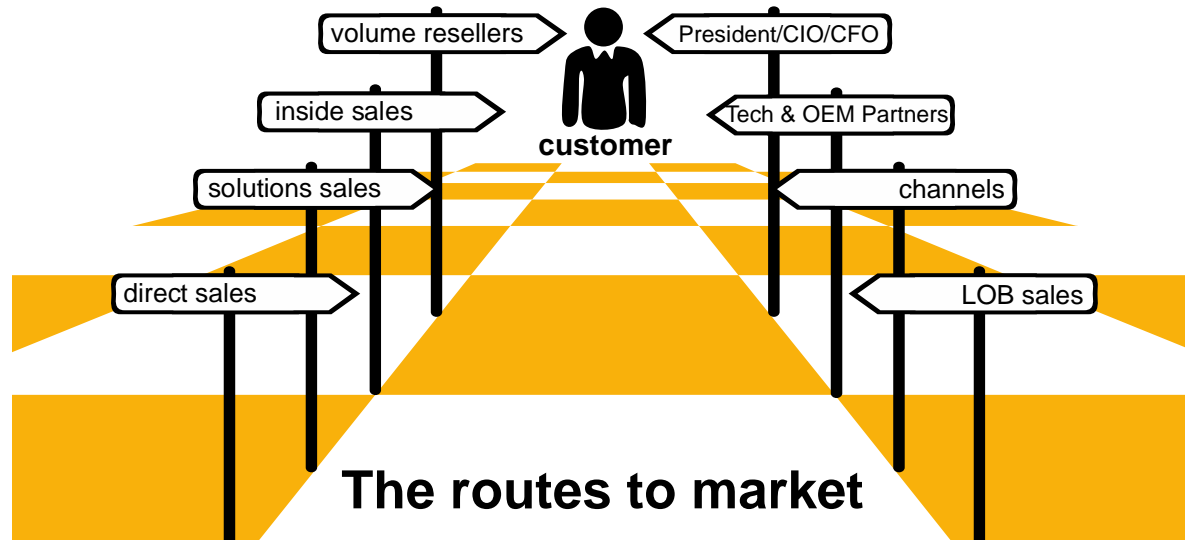 volume resellers
President/CIO/CFO
inside sales
Tech & OEM Partners
customer
solutions sales
channels
direct sales
LOB sales
The routes to market